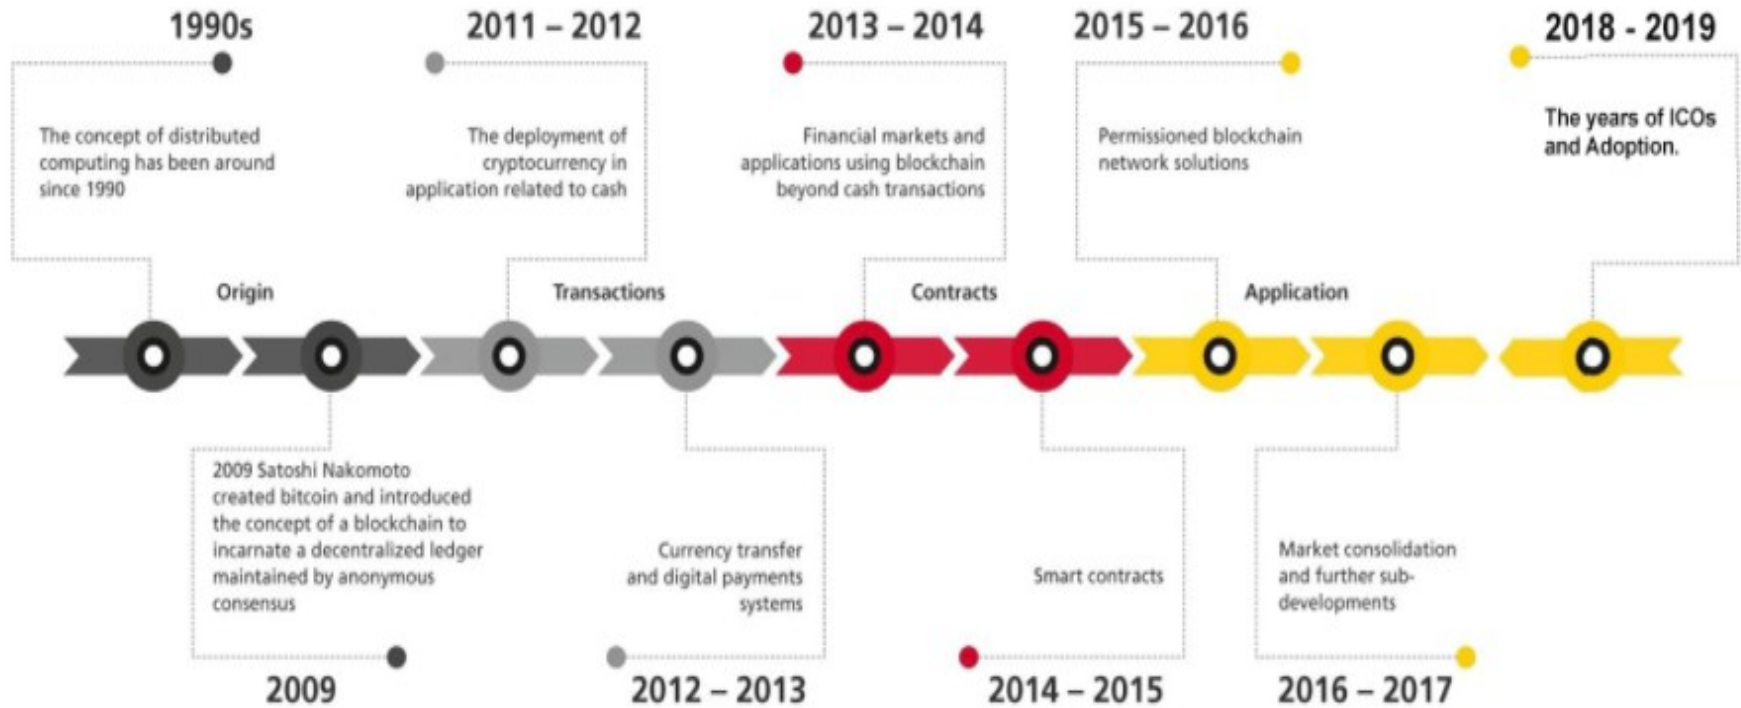 1990s
The concept of distributed
computing has been around
since 1990
2011 – 2012
The deployment of
cryptocurrency in
application related to cash
2013 – 2014
Financial markets and
applications using blockchain
beyond cash transactions
2015 – 2016
Permissioned blockchain
network solutions
2018 - 2019
The years of ICOs
and Adoption.
Origin
Transactions
Contracts
Application
2009 Satoshi Nakomoto
created bitcoin and introduced
the concept of a blockchain to
incarnate a decentralized ledger
maintained by anonymous
consensus
2009
Currency transfer
and digital payments
systems
2012 – 2013
Smart contracts
2014 – 2015
Market consolidation
and further sub-
developments
2016 – 2017